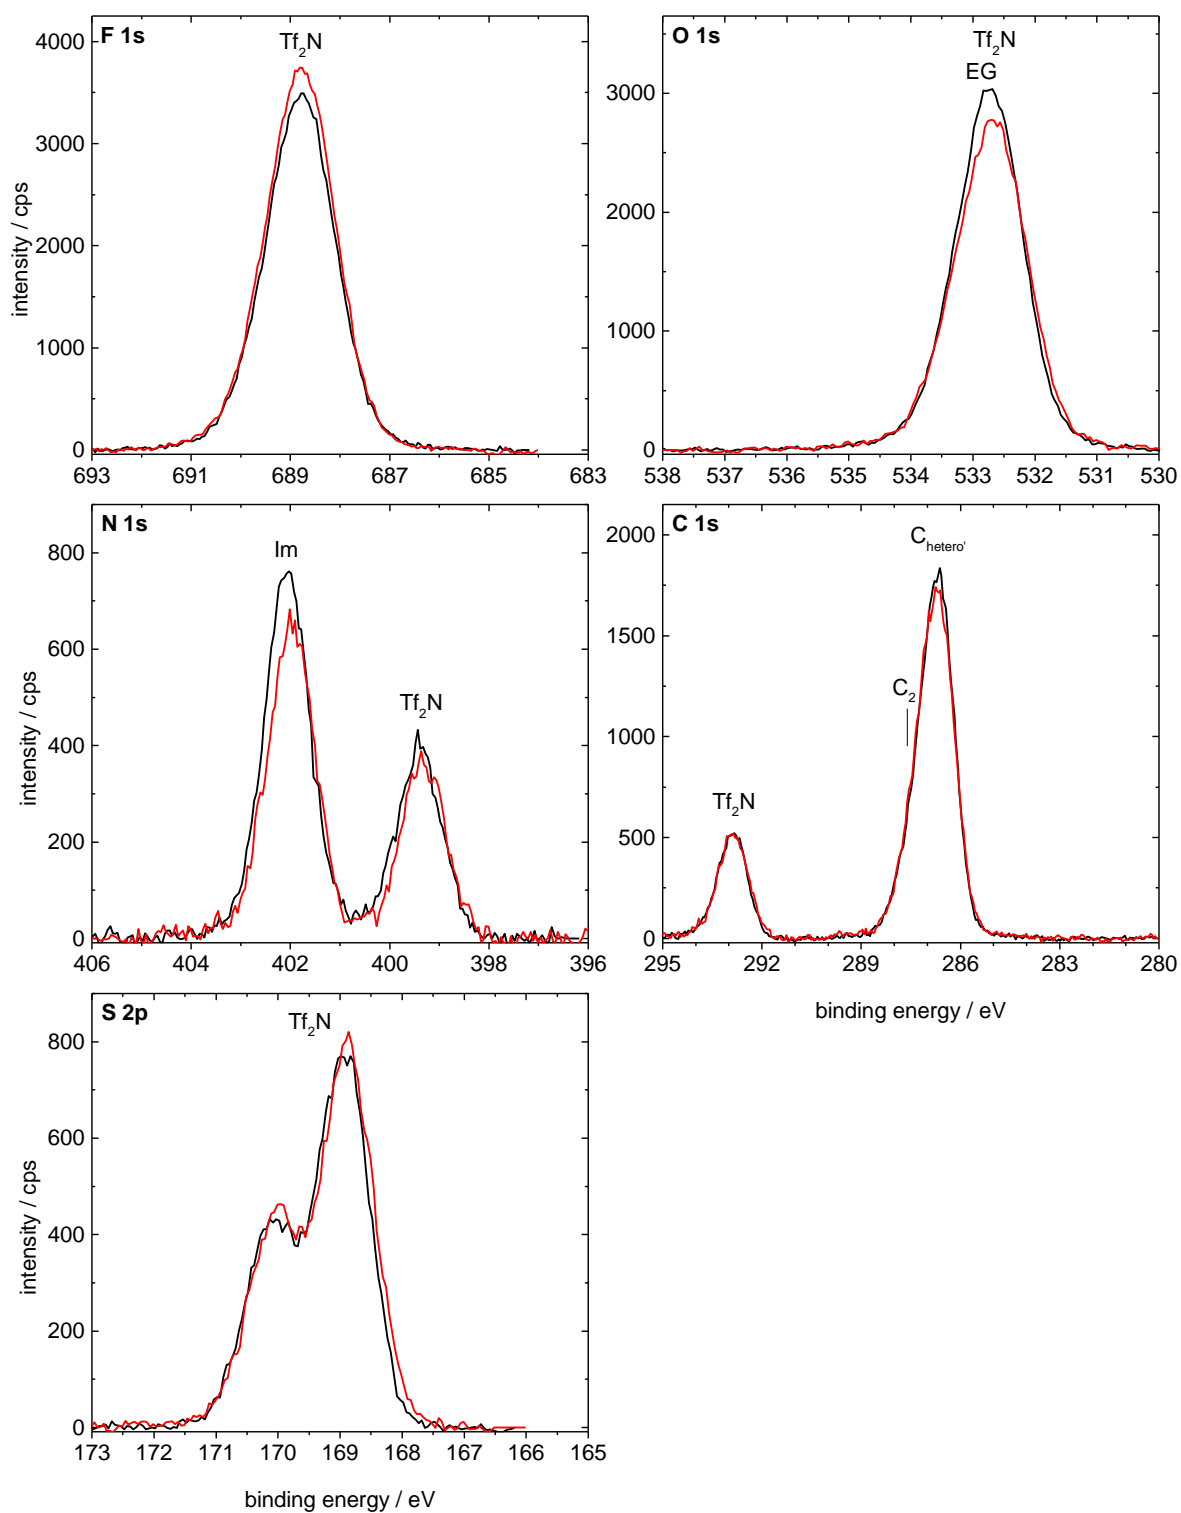 F 1s
Tf2N
4000
3000
2000
1000
0
693 691 689 687 685 683
intensity / cps
O 1s
Tf2N
EG
3000
2000
1000
0
538 537 536 535 534 533 532 531 530
N 1s
Im
Tf2N
800
600
400
200
0
406 404 402 400 398 396
intensity / cps
C 1s
Chetero'
C2
Tf2N
2000
1500
1000
500
0
295 292 289 286 283 280
binding energy / eV
S 2p
Tf2N
800
600
400
200
0
173 172 171 170 169 168 167 166 165
intensity / cps
binding energy / eV